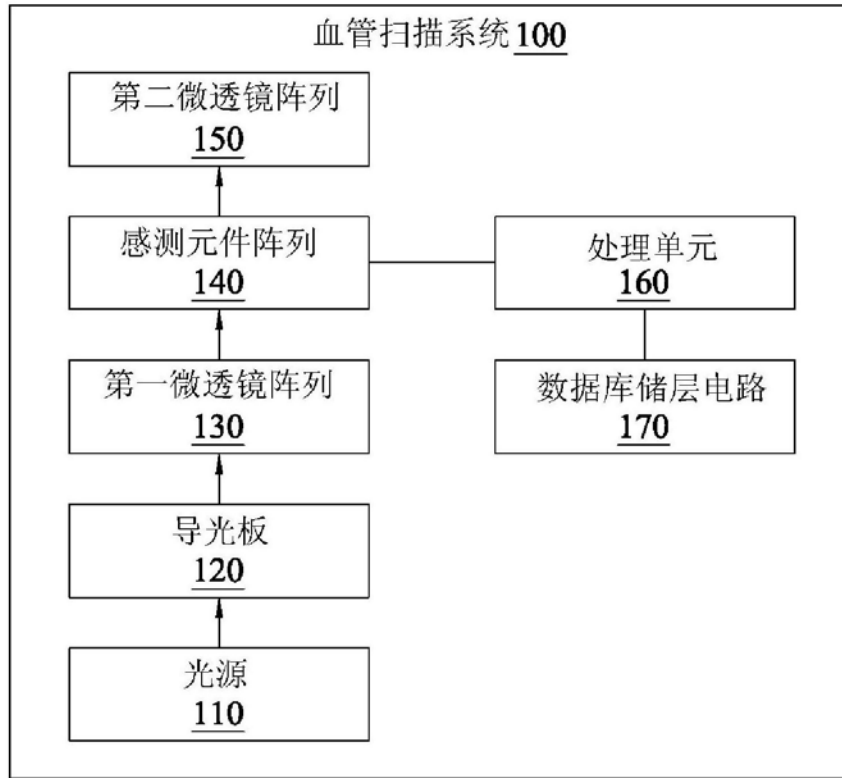 血管扫描系统100
第二微透镜阵列
150
感测元件阵列
140
处理单元
160
第一微透镜阵列
130
数据库储层电路
170
导光板
120
光源
110